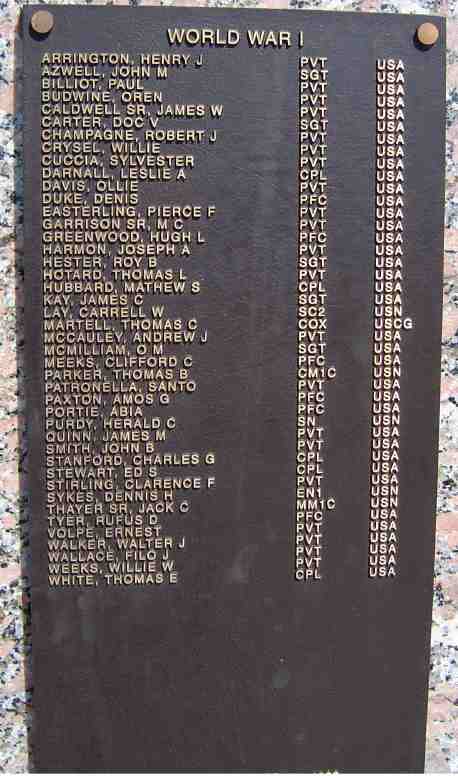 WORLD WAR I
ARRINGTON, HENRY J PVT USA
AZWELL, JOHN M SGT USA
BILLIOT, PAUL PVT USA
BUDWINE, OREN PVT USA
CALDWELL SR, JAMES W PVT USA
CARTER, DOC V SGT USA
CHAMPAGNE, ROBERT J PVT USA
CRYSEL, WILLIE PVT USA
CUCCIA, SYLVESTER PVT USA
DARNALL, LESLIE A CPL USA
DAVIS, OLLIE PVT USA
DUKE, DENIS PFC USA
EASTERLING, PIERCE F PVT USA
GARRISON SR, M C PVT USA
GREENWOOD, HUGH L PFC USA
HARMON, JOSEPH A PVT USA
HESTER, ROY B SGT USA
HOTARD, THOMAS L PVT USA
HUBBARD, MATHEW S CPL USA
KAY, JAMES C SGT USA
LAY, CARRELL W SC2 USN
MARTELL, THOMAS C COX USCG
MCCAULEY, ANDREW J PVT USA
MCMILLIAM, O M SGT USA
MEEKS, CLIFFORD C PFC USA
PARKER, THOMAS B CM1C USN
PATRONELLA, SANTO PVT USA
PAXTON, AMOS G PFC USA
PORTIE, ABIA PFC USA
PURDY, HERALD C SN USN
QUINN, JAMES M PVT USA
SMITH, JOHN B PVT USA
STANFORD, CHARLES G CPL USA
STEWART, ED S CPL USA
STIRLING, CLARENCE F PVT USA
SYKES, DENNIS H EN1 USN
THAYER SR, JACK C MM1C USN
TYER, RUFUS D PFC USA
VOLPE, ERNEST PVT USA
WALKER, WALTER J PVT USA
WALLACE, FILO J PVT USA
WEEKS, WILLIE W PVT USA
WHITE, THOMAS E CPL USA